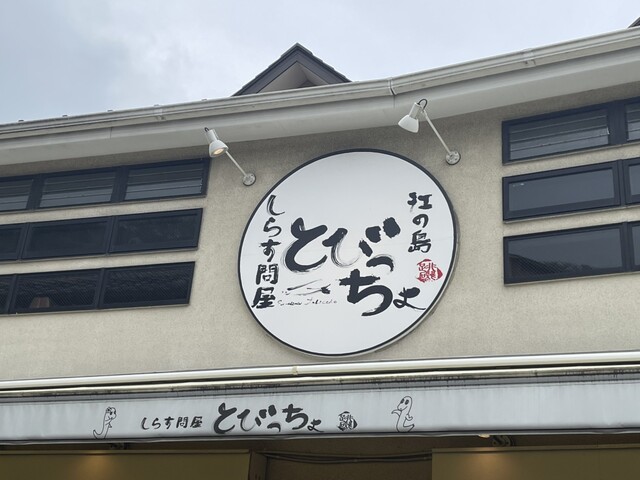 江の島
とびっちょ
しらす問屋
しらす問屋 とびっちょ